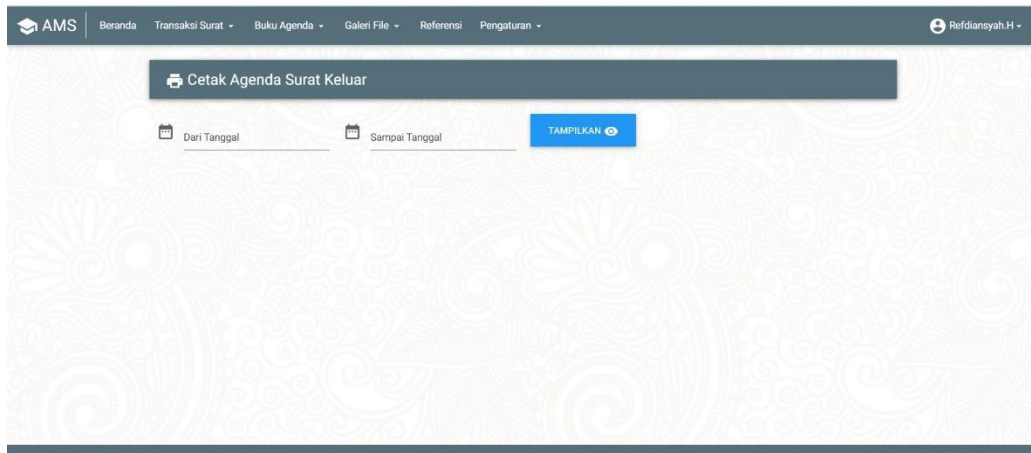 AMS Beranda Transaksi Surat Buku Agenda Galeri File Referensi Pengaturan Refdiansyah.H
Cetak Agenda Surat Keluar
Dari Tanggal Sampai Tanggal TAMPILKAN